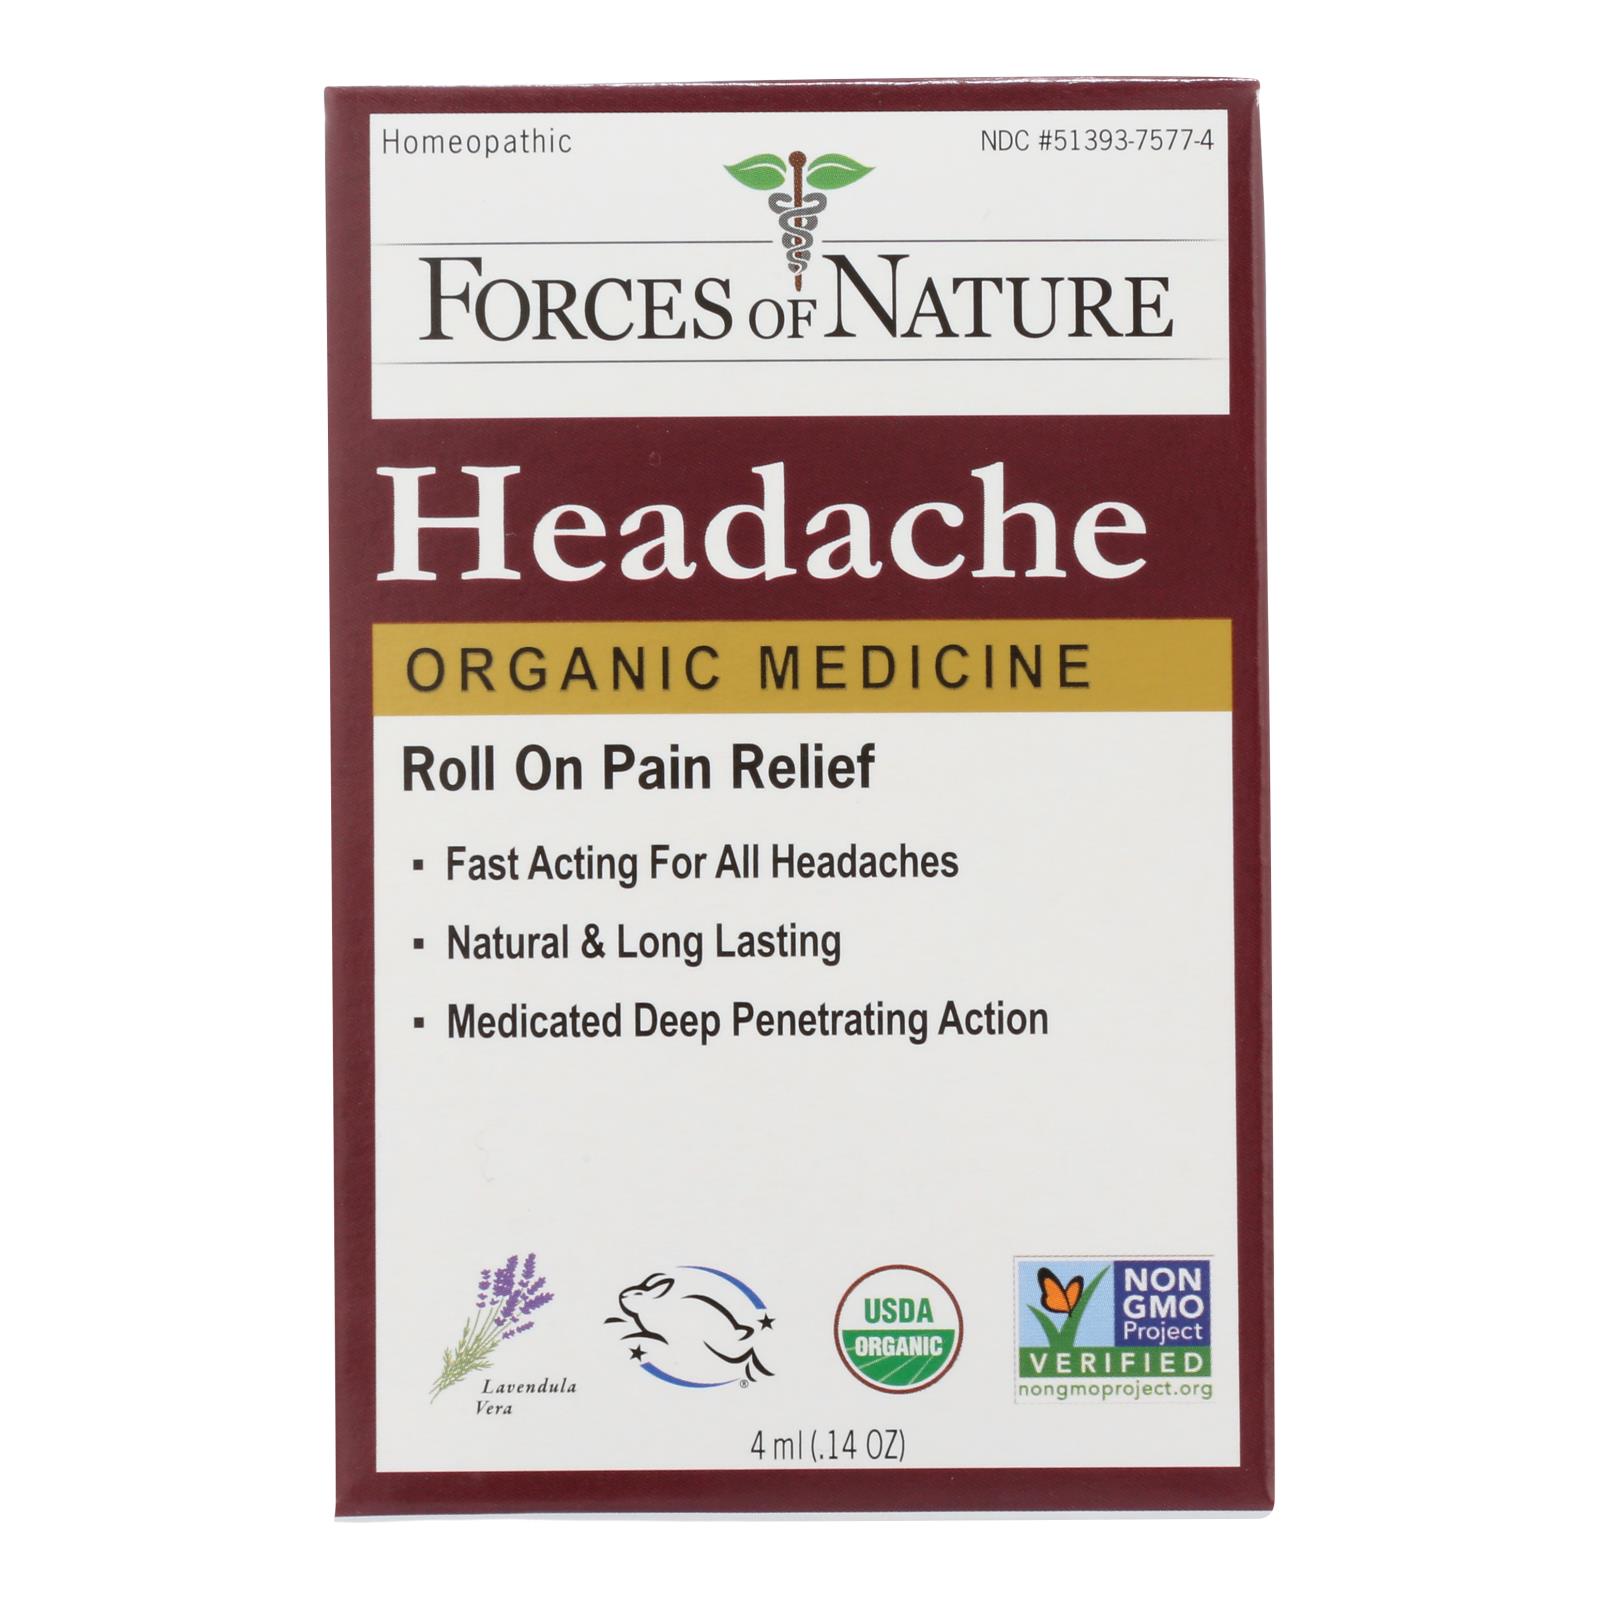 Homeopathic NDC #51393-7577-4
FORCES OF NATURE
Headache
ORGANIC MEDICINE
Roll On Pain Relief
▪ Fast Acting For All Headaches
▪ Natural & Long Lasting
▪ Medicated Deep Penetrating Action
Lavendula
Vera
®
USDA
ORGANIC
NON
GMO
Project
VERIFIED
nongmoproject.org
4 ml (.14 OZ)